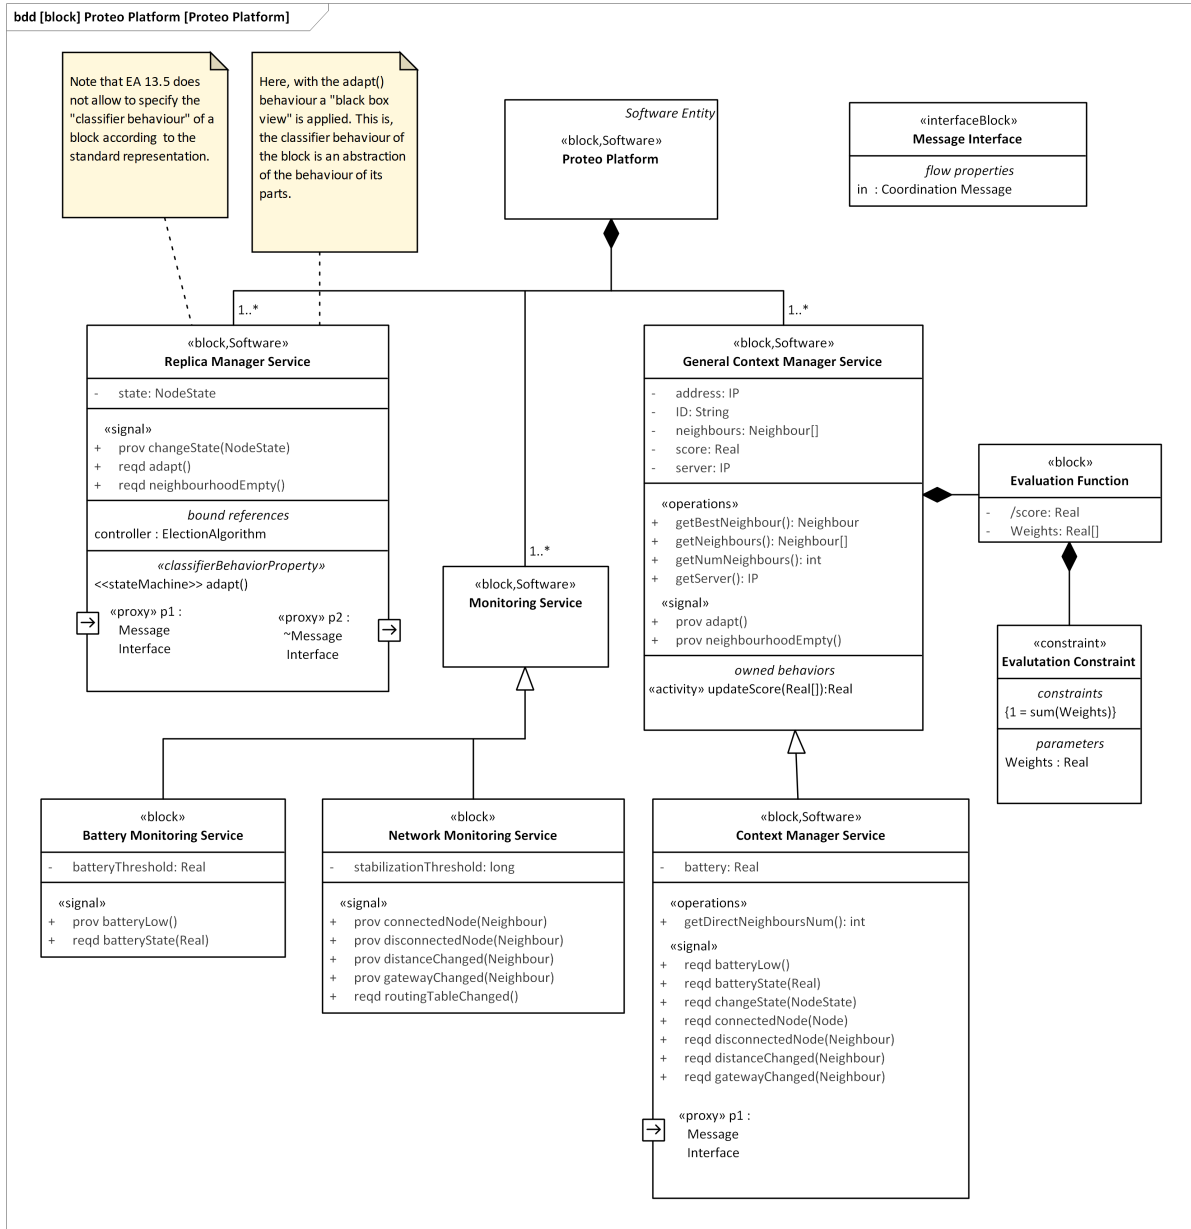 bdd [block] Proteo Platform [Proteo Platform]
Note that EA 13.5 does
not allow to specify the
"classifier behaviour" of a
block according  to the
standard representation.
Here, with the adapt()
behaviour a "black box
view" is applied. This is,
the classifier behaviour of
the block is an abstraction
of the behaviour of its
parts.
Software Entity
«block,Software»
Proteo Platform
«interfaceBlock»
Message Interface
flow properties
in  : Coordination Message
1..*
1..*
1..*
«block,Software»
Replica Manager Service
- state: NodeState
«signal»
+ prov changeState(NodeState)
+ reqd adapt()
+ reqd neighbourhoodEmpty()
bound references
controller : ElectionAlgorithm
«classifierBehaviorProperty»
<<stateMachine>> adapt()
«proxy» p1 :
Message
Interface
«proxy» p2 :
~Message
Interface
«block,Software»
Monitoring Service
«block,Software»
General Context Manager Service
- address: IP
- ID: String
- neighbours: Neighbour[]
- score: Real
- server: IP
«operations»
+ getBestNeighbour(): Neighbour
+ getNeighbours(): Neighbour[]
+ getNumNeighbours(): int
+ getServer(): IP
«signal»
+ prov adapt()
+ prov neighbourhoodEmpty()
owned behaviors
«activity» updateScore(Real[]):Real
«block»
Evaluation Function
- /score: Real
- Weights: Real[]
«constraint»
Evalutation Constraint
constraints
{1 = sum(Weights)}
parameters
Weights : Real
«block»
Battery Monitoring Service
- batteryThreshold: Real
«signal»
+ prov batteryLow()
+ reqd batteryState(Real)
«block»
Network Monitoring Service
- stabilizationThreshold: long
«signal»
+ prov connectedNode(Neighbour)
+ prov disconnectedNode(Neighbour)
+ prov distanceChanged(Neighbour)
+ prov gatewayChanged(Neighbour)
+ reqd routingTableChanged()
«block,Software»
Context Manager Service
- battery: Real
«operations»
+ getDirectNeighboursNum(): int
«signal»
+ reqd batteryLow()
+ reqd batteryState(Real)
+ reqd changeState(NodeState)
+ reqd connectedNode(Node)
+ reqd disconnectedNode(Neighbour)
+ reqd distanceChanged(Neighbour)
+ reqd gatewayChanged(Neighbour)
«proxy» p1 :
Message
Interface